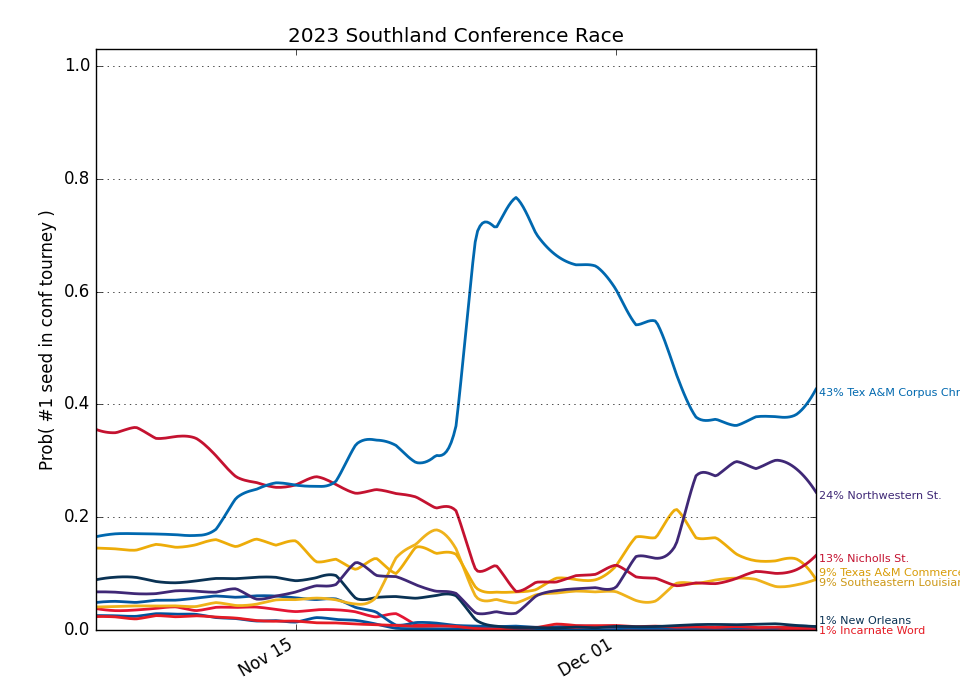 2023 Southland Conference Race
Prob( #1 seed in conf tourney )
1.0
0.8
0.6
0.4
0.2
0.0
Nov 15
Dec 01
43% Tex A&M Corpus Chr
24% Northwestern St.
13% Nicholls St.
9% Texas A&M Commerce
9% Southeastern Louisian
1% New Orleans
1% Incarnate Word